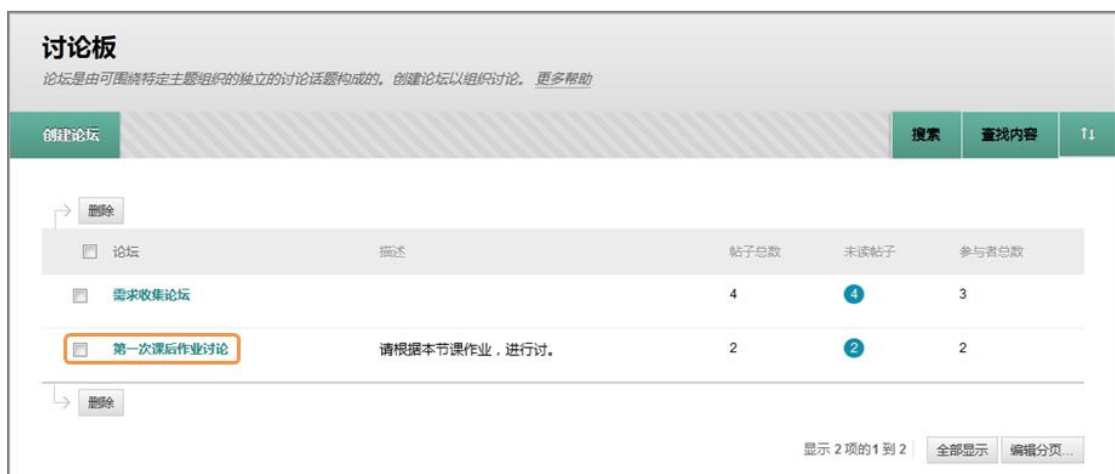 讨论板
论坛是由可围绕特定主题组织的独立的讨论话题构成的。创建论坛以组织讨论。 更多帮助
创建论坛 搜索 查找内容 ↑↓
删除
论坛 描述 帖子总数 未读帖子 参与者总数
需求收集论坛 4 4 3
第一次课后作业讨论 请根据本节课作业，进行讨。 2 2 2
删除
显示 2 项的1 到 2 全部显示 编辑分页...